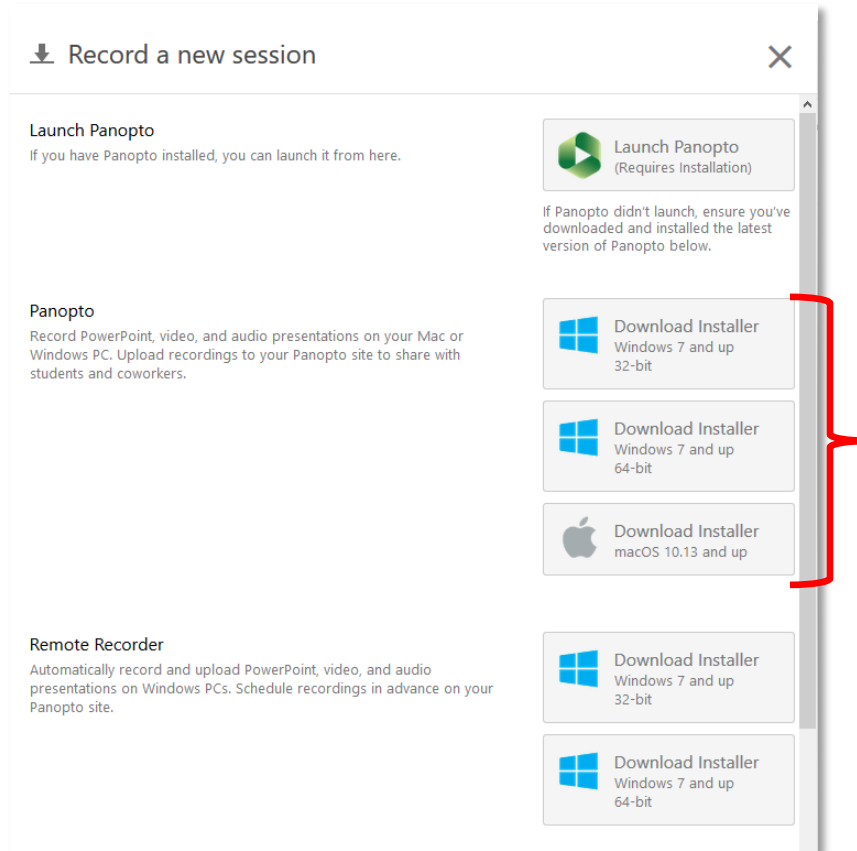 Record a new session
Launch Panopto
If you have Panopto installed, you can launch it from here.
Launch Panopto
(Requires Installation)
If Panopto didn't launch, ensure you've
downloaded and installed the latest
version of Panopto below.
Panopto
Record PowerPoint, video, and audio presentations on your Mac or
Windows PC. Upload recordings to your Panopto site to share with
students and coworkers.
Download Installer
Windows 7 and up
32-bit
Download Installer
Windows 7 and up
64-bit
Download Installer
macOS 10.13 and up
Remote Recorder
Automatically record and upload PowerPoint, video, and audio
presentations on Windows PCs. Schedule recordings in advance on your
Panopto site.
Download Installer
Windows 7 and up
32-bit
Download Installer
Windows 7 and up
64-bit